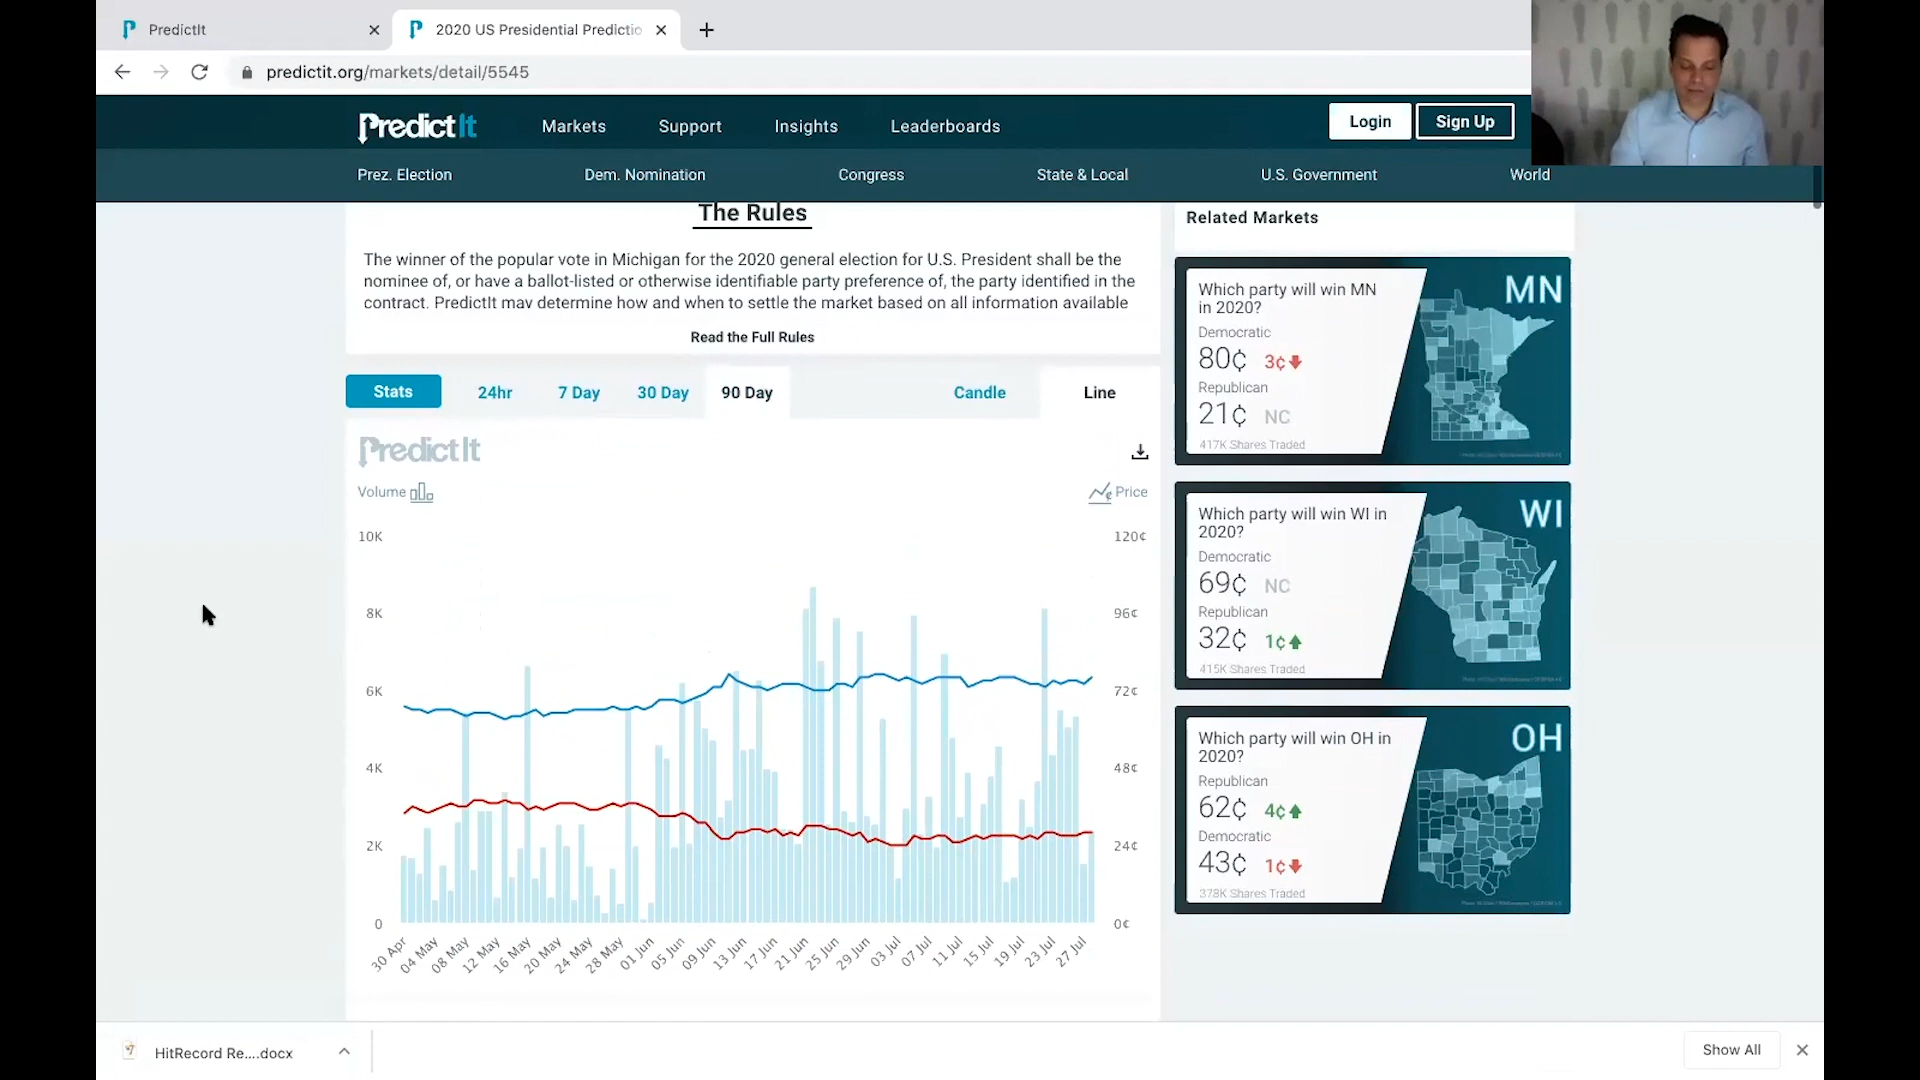 PredictIt
2020 US Presidential Predictio
predictit.org/markets/detail/5545
PredictIt
Markets
Support
Insights
Leaderboards
Login
Sign Up
Prez. Election
Dem. Nomination
Congress
State & Local
U.S. Government
World
The Rules
The winner of the popular vote in Michigan for the 2020 general election for U.S. President shall be the
nominee of, or have a ballot-listed or otherwise identifiable party preference of, the party identified in the
contract. PredictIt may determine how and when to settle the market based on all information available
Read the Full Rules
Stats
24hr
7 Day
30 Day
90 Day
Candle
Line
PredictIt
Volume
Price
10K
8K
6K
4K
2K
0
120¢
96¢
72¢
48¢
24¢
0¢
30 Apr
04 May
08 May
12 May
16 May
20 May
24 May
28 May
01 Jun
05 Jun
09 Jun
13 Jun
17 Jun
21 Jun
25 Jun
29 Jun
03 Jul
07 Jul
11 Jul
15 Jul
19 Jul
23 Jul
27 Jul
Related Markets
Which party will win MN
in 2020?
Democratic
80¢ 3¢
Republican
21¢ NC
417K Shares Traded
MN
Which party will win WI in
2020?
Democratic
69¢ NC
Republican
32¢ 1¢
415K Shares Traded
WI
Which party will win OH in
2020?
Republican
62¢ 4¢
Democratic
43¢ 1¢
378K Shares Traded
OH
HitRecord Re....docx
Show All